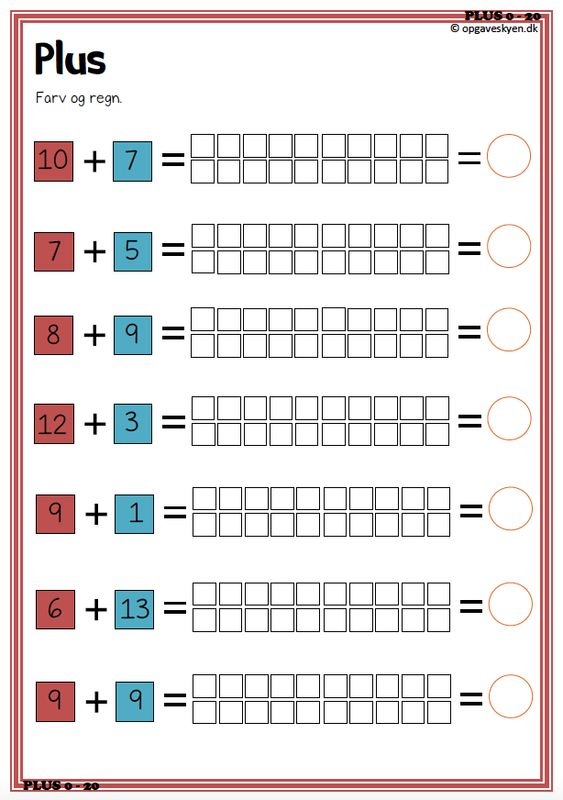 PLUS 0 - 20
© opgaveskyen.dk
Plus
Farv og regn.
10 + 7 = =
7 + 5 = =
8 + 9 = =
12 + 3 = =
9 + 1 = =
6 + 13 = =
9 + 9 = =
PLUS 0 - 20